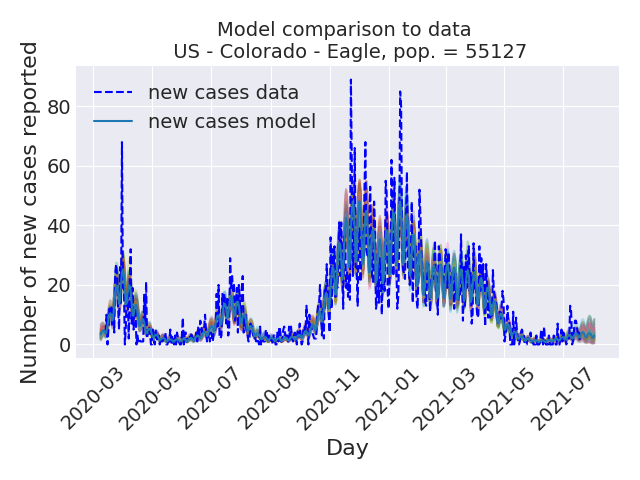 Model comparison to data
US - Colorado - Eagle, pop. = 55127
new cases data
new cases model
Number of new cases reported
80
60
40
20
0
2020-03
2020-05
2020-07
2020-09
2020-11
2021-01
2021-03
2021-05
2021-07
Day